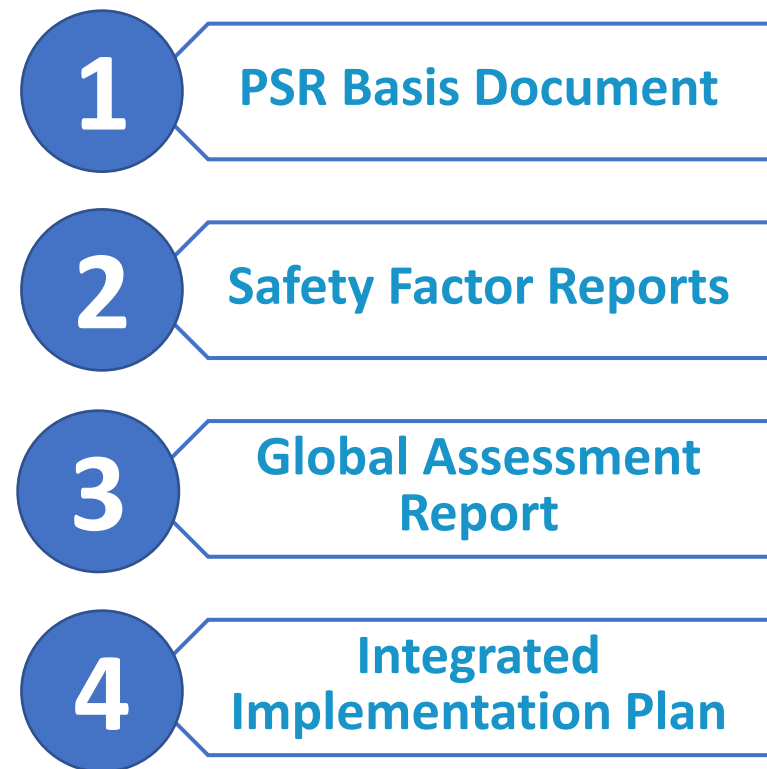 1
PSR Basis Document
2
Safety Factor Reports
3
Global Assessment
Report
4
Integrated
Implementation Plan